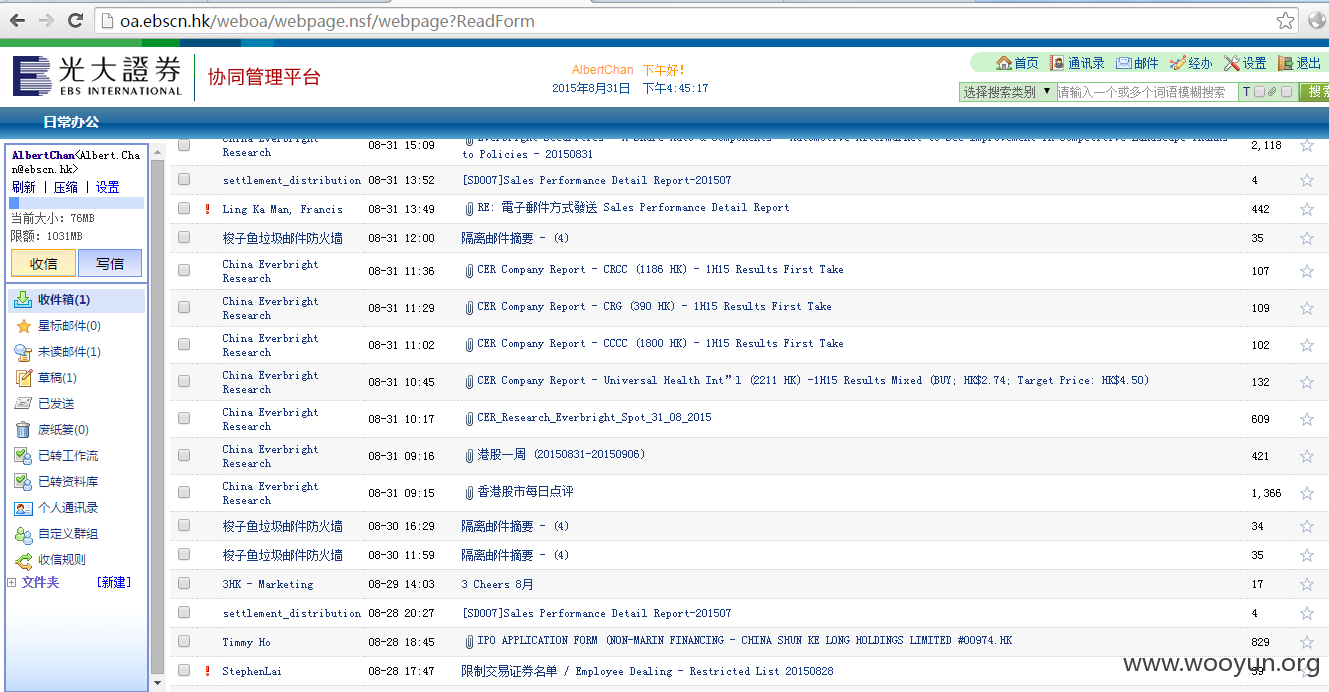 oa.ebscn.hk/weboa/webpage.nsf/webpage?ReadForm
光大證券
EBS INTERNATIONAL
协同管理平台
AlbertChan 下午好!
2015年8月31日 下午4:45:17
首页 通讯录 邮件 经办 设置 退出
选择搜索类别 ▼ 请输入一个或多个词语模糊搜索 T 搜索
日常办公
AlbertChan<Albert.Cha
n@ebscn.hk>
刷新 | 压缩 | 设置
当前大小: 76MB
限额: 1031MB
收信 写信
收件箱(1)
星标邮件(0)
未读邮件(1)
草稿(1)
已发送
废纸篓(0)
已转工作流
已转资料库
个人通讯录
自定义群组
收信规则
文件夹 [新建]
China Everbright
Research 08-31 15:09 Everbright Securities - A Share Auto & Components - Automotive Aftermarket to See Improvement in Competitive Landscape Thanks
to Policies - 20150831 2,118
settlement_distribution 08-31 13:52 [SD007]Sales Performance Detail Report-201507 4
! Ling Ka Man, Francis 08-31 13:49 RE: 電子郵件方式發送 Sales Performance Detail Report 442
梭子鱼垃圾邮件防火墙 08-31 12:00 隔离邮件摘要 - (4) 35
China Everbright
Research 08-31 11:36 CER Company Report - CRCC (1186 HK) - 1H15 Results First Take 107
China Everbright
Research 08-31 11:29 CER Company Report - CRG (390 HK) - 1H15 Results First Take 109
China Everbright
Research 08-31 11:02 CER Company Report - CCCC (1800 HK) - 1H15 Results First Take 102
China Everbright
Research 08-31 10:45 CER Company Report - Universal Health Int”l (2211 HK) -1H15 Results Mixed (BUY; HK$2.74; Target Price: HK$4.50) 132
China Everbright
Research 08-31 10:17 CER_Research_Everbright_Spot_31_08_2015 609
China Everbright
Research 08-31 09:16 港股一周 (20150831-20150906) 421
China Everbright
Research 08-31 09:15 香港股市每日点评 1,366
梭子鱼垃圾邮件防火墙 08-30 16:29 隔离邮件摘要 - (4) 34
梭子鱼垃圾邮件防火墙 08-30 11:59 隔离邮件摘要 - (4) 35
3HK - Marketing 08-29 14:03 3 Cheers 8月 17
settlement_distribution 08-28 20:27 [SD007]Sales Performance Detail Report-201507 4
Timmy Ho 08-28 18:45 IPO APPLICATION FORM (NON-MARIN FINANCING - CHINA SHUN KE LONG HOLDINGS LIMITED #00974.HK 829
! StephenLai 08-28 17:47 限制交易证券名单 / Employee Dealing - Restricted List 20150828
www.wooyun.org